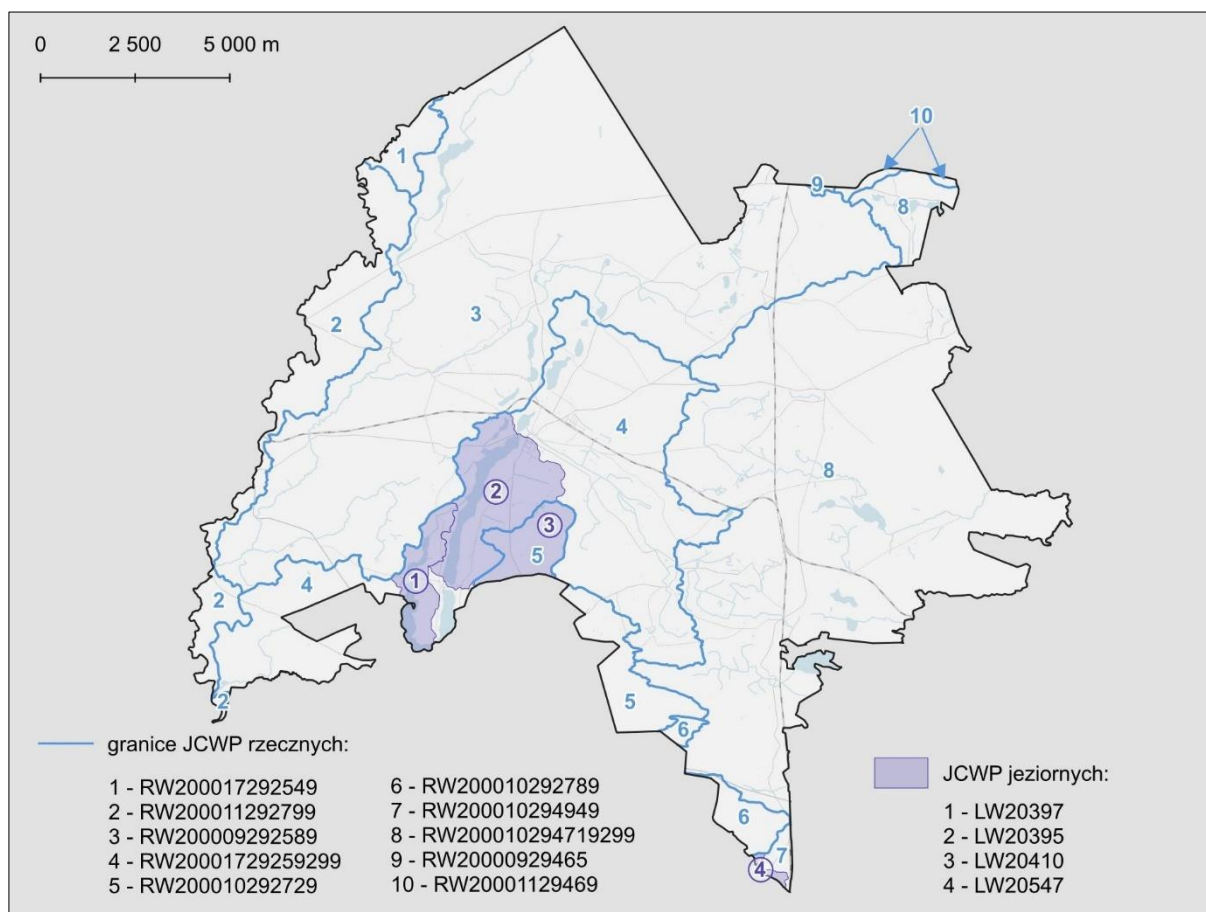 0 2 500 5 000 m
10
1
9
8
2
3
4
8
2
3
5
1
4
2
5
2
6
6
7
4
granice JCWP rzecznych:
1 - RW200017292549
2 - RW200011292799
3 - RW200009292589
4 - RW20001729259299
5 - RW200010292729
6 - RW200010292789
7 - RW200010294949
8 - RW200010294719299
9 - RW20000929465
10 - RW20001129469
JCWP jeziornych:
1 - LW20397
2 - LW20395
3 - LW20410
4 - LW20547